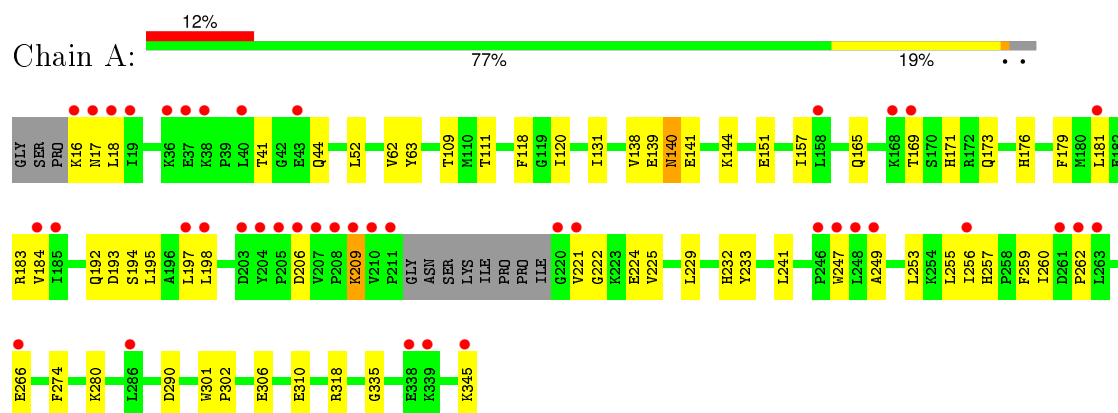 12%
Chain A:
77% 19% • •
GLY SER PRO K16 N17 L18 I19 K36 E37 K38 P39 L40 T41 G42 E43 Q44 L52 V62 Y63 T109 M110 T111 F118 G119 I120 I131 V138 E139 N140 E141 K144 E151 I157 L158 Q165 K168 T169 S170 H171 R172 Q173 H176 F179 M180 L181 E182
R183 V184 I185 Q192 D193 S194 L195 A196 L197 L198 D203 Y204 P205 D206 V207 P208 K209 V210 P211 GLY ASN SER LYS ILE PRO PRO ILE G220 V221 G222 K223 E224 V225 L229 H232 Y233 L241 P246 W247 L248 A249 L253 K254 L255 I256 H257 P258 F259 I260 D261 P262 L263
E266 F274 K280 L286 D290 W301 P302 E306 E310 R318 G335 E338 K339 K345